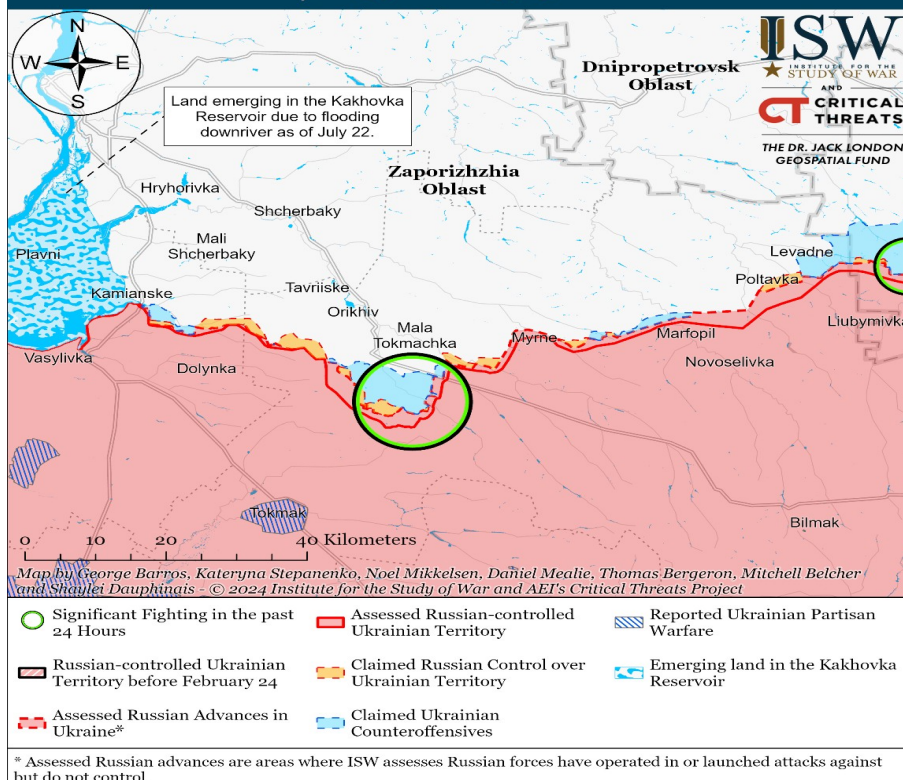 N
W E
S
ISW
INSTITUTE FOR THE
STUDY OF WAR
AND
CT CRITICAL
THREATS
THE DR. JACK LONDON
GEOSPATIAL FUND
Dnipropetrovsk
Oblast
Land emerging in the Kakhovka
Reservoir due to flooding
downriver as of July 22.
Zaporizhzhia
Oblast
Hryhorivka
Shcherbaky
Mali
Shcherbaky
Plavni
Levadne
Kamianske
Tavriiske
Poltavka
Orikhiv
Mala
Tokmachka
Myrne
Marfopil
Liubymivka
Vasylivka
Dolynka
Novoselivka
Tokmak
Bilmak
0 20 40 Kilometers
Map by George Barros, Kateryna Stepanenko, Noel Mikkelsen, Daniel Mealie, Thomas Bergeron, Mitchell Belcher
and Shaylei Dauphinais - © 2024 Institute for the Study of War and AEI's Critical Threats Project
Significant Fighting in the past
24 Hours
Assessed Russian-controlled
Ukrainian Territory
Reported Ukrainian Partisan
Warfare
Russian-controlled Ukrainian
Territory before February 24
Claimed Russian Control over
Ukrainian Territory
Emerging land in the Kakhovka
Reservoir
Assessed Russian Advances in
Ukraine*
Claimed Ukrainian
Counteroffensives
* Assessed Russian advances are areas where ISW assesses Russian forces have operated in or launched attacks against
but do not control.